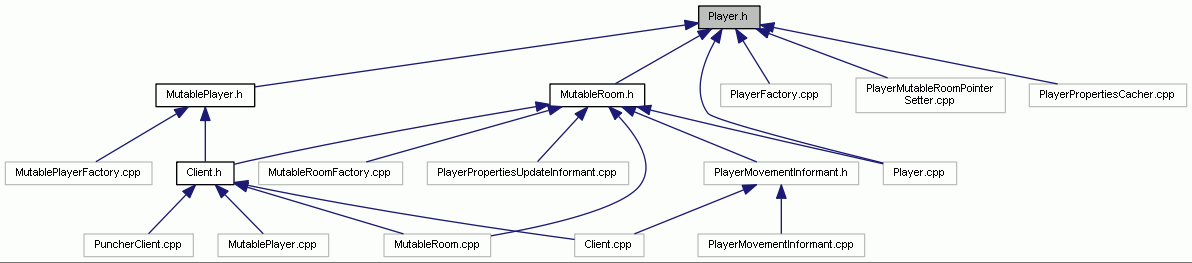 Player.h
MutablePlayer.h
MutableRoom.h
PlayerFactory.cpp
PlayerMutableRoomPointer
Setter.cpp
PlayerPropertiesCacher.cpp
MutablePlayerFactory.cpp
Client.h
MutableRoomFactory.cpp
PlayerPropertiesUpdateInformant.cpp
PlayerMovementInformant.h
Player.cpp
PuncherClient.cpp
MutablePlayer.cpp
MutableRoom.cpp
Client.cpp
PlayerMovementInformant.cpp